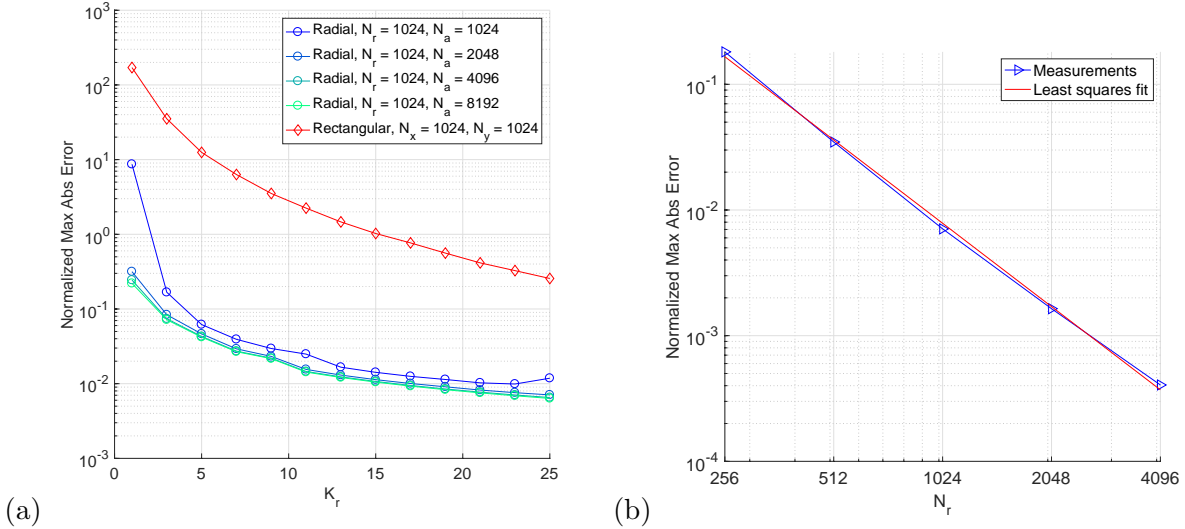 10^3
10^2
10^1
10^0
10^-1
10^-2
10^-3
Normalized Max Abs Error
0 5 10 15 20 25
K_r
Radial, N_r = 1024, N_a = 1024
Radial, N_r = 1024, N_a = 2048
Radial, N_r = 1024, N_a = 4096
Radial, N_r = 1024, N_a = 8192
Rectangular, N_x = 1024, N_y = 1024
(a)
10^-1
10^-2
10^-3
10^-4
Normalized Max Abs Error
256 512 1024 2048 4096
N_r
Measurements
Least squares fit
(b)